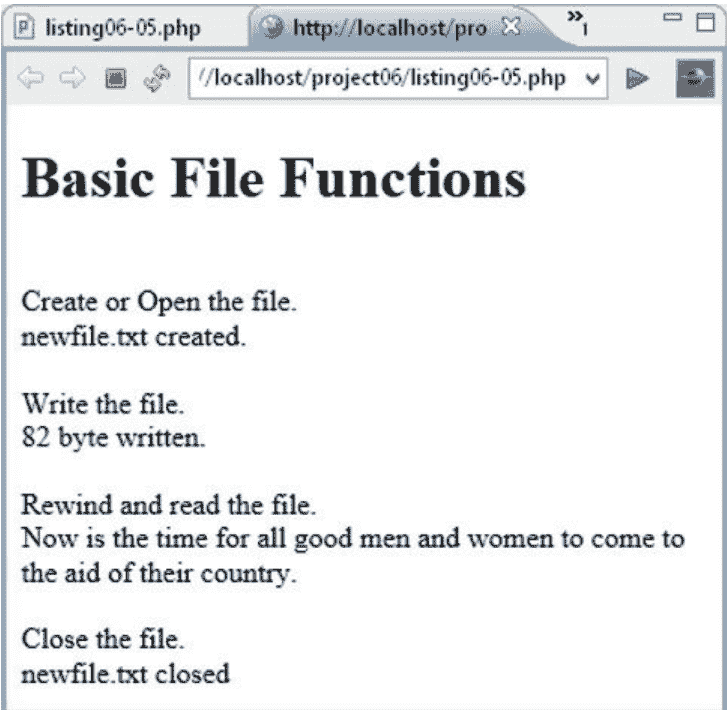 listing06-05.php
http://localhost/pro
»1
//localhost/project06/listing06-05.php
Basic File Functions
Create or Open the file.
newfile.txt created.
Write the file.
82 byte written.
Rewind and read the file.
Now is the time for all good men and women to come to
the aid of their country.
Close the file.
newfile.txt closed